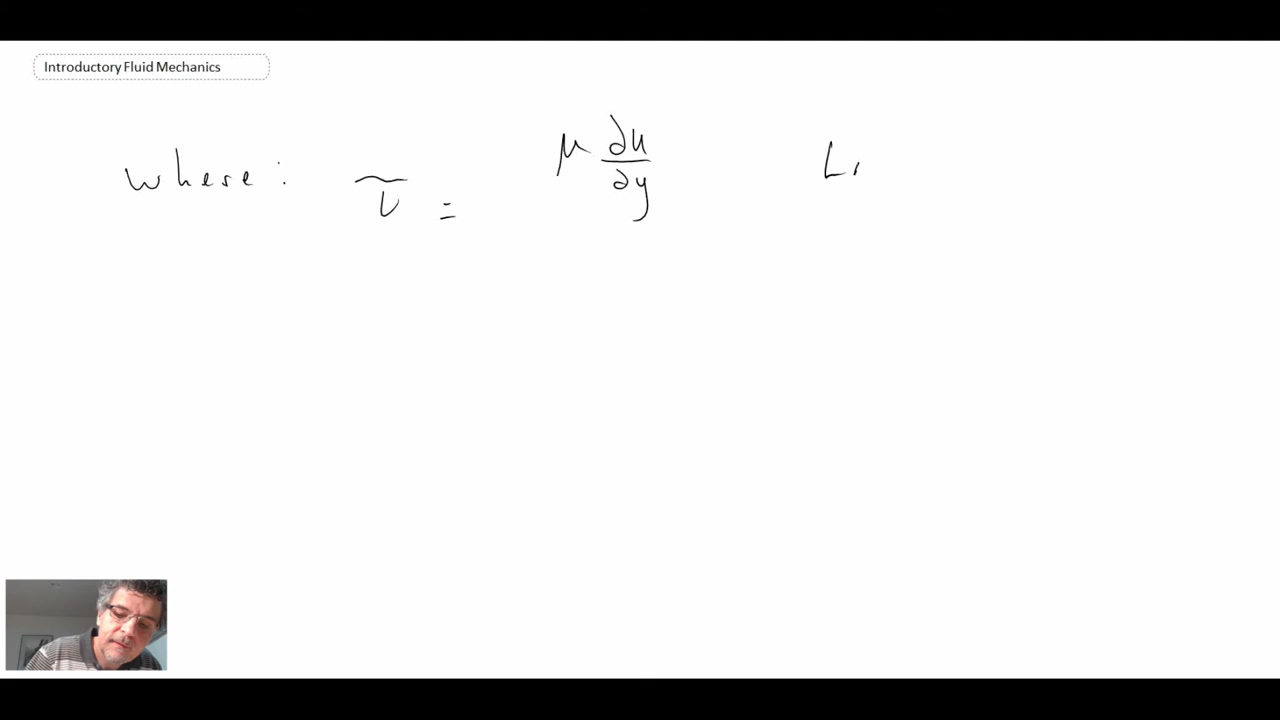 Introductory Fluid Mechanics
where: τ = μ ∂u/∂y